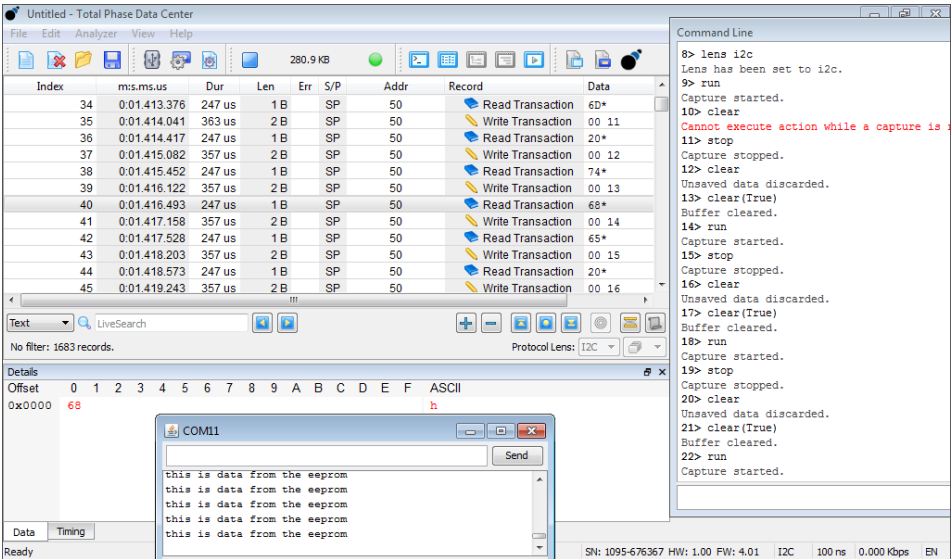 Untitled - Total Phase Data Center
File Edit Analyzer View Help
280.9 KB
Index m:s.ms.us Dur Len Err S/P Addr Record Data
34 0:01.413.376 247 us 1 B SP 50 Read Transaction 6D*
35 0:01.414.041 363 us 2 B SP 50 Write Transaction 00 11
36 0:01.414.417 247 us 1 B SP 50 Read Transaction 20*
37 0:01.415.082 357 us 2 B SP 50 Write Transaction 00 12
38 0:01.415.452 247 us 1 B SP 50 Read Transaction 74*
39 0:01.416.122 357 us 2 B SP 50 Write Transaction 00 13
40 0:01.416.493 247 us 1 B SP 50 Read Transaction 68*
41 0:01.417.158 357 us 2 B SP 50 Write Transaction 00 14
42 0:01.417.528 247 us 1 B SP 50 Read Transaction 65*
43 0:01.418.203 357 us 2 B SP 50 Write Transaction 00 15
44 0:01.418.573 247 us 1 B SP 50 Read Transaction 20*
45 0:01.419.243 357 us 2 B SP 50 Write Transaction 00 16
Text LiveSearch
No filter: 1683 records. Protocol Lens: I2C
Details
Offset 0 1 2 3 4 5 6 7 8 9 A B C D E F ASCII
0x0000 68 h
COM11
Send
this is data from the eeprom
this is data from the eeprom
this is data from the eeprom
this is data from the eeprom
this is data from the eeprom
Data Timing
Ready SN: 1095-676367 HW: 1.00 FW: 4.01 I2C 100 ns 0.000 Kbps EN
Command Line
8> lens i2c
Lens has been set to i2c.
9> run
Capture started.
10> clear
Cannot execute action while a capture is
11> stop
Capture stopped.
12> clear
Unsaved data discarded.
13> clear(True)
Buffer cleared.
14> run
Capture started.
15> stop
Capture stopped.
16> clear
Unsaved data discarded.
17> clear(True)
Buffer cleared.
18> run
Capture started.
19> stop
Capture stopped.
20> clear
Unsaved data discarded.
21> clear(True)
Buffer cleared.
22> run
Capture started.